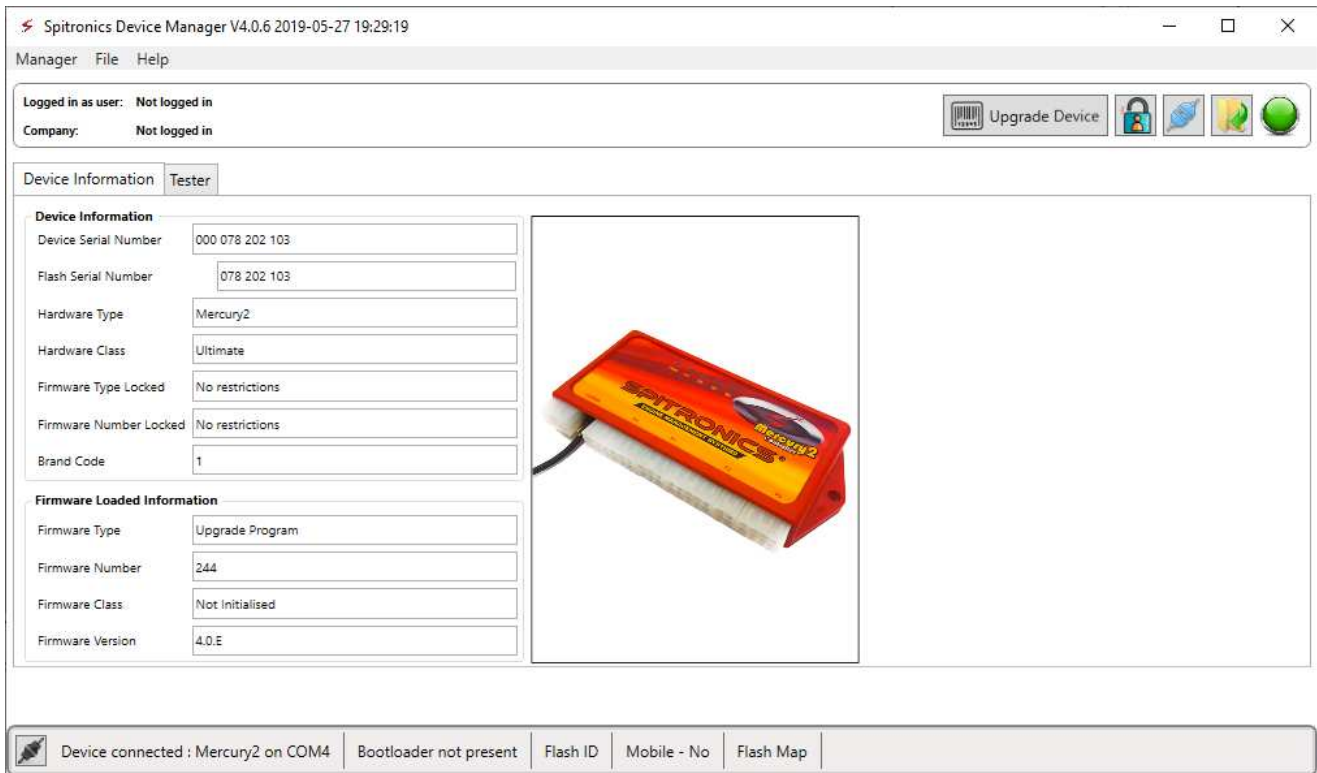 Spitronics Device Manager V4.0.6 2019-05-27 19:29:19
Manager File Help
Logged in as user: Not logged in
Company: Not logged in
Upgrade Device
Device Information Tester
Device Information
Device Serial Number 000 078 202 103
Flash Serial Number 078 202 103
Hardware Type Mercury2
Hardware Class Ultimate
Firmware Type Locked No restrictions
Firmware Number Locked No restrictions
Brand Code 1
Firmware Loaded Information
Firmware Type Upgrade Program
Firmware Number 244
Firmware Class Not Initialised
Firmware Version 4.0.E
SPITRONICS
ENGINE MANAGEMENT SYSTEMS
Mercury2
Device connected : Mercury2 on COM4 Bootloader not present Flash ID Mobile - No Flash Map